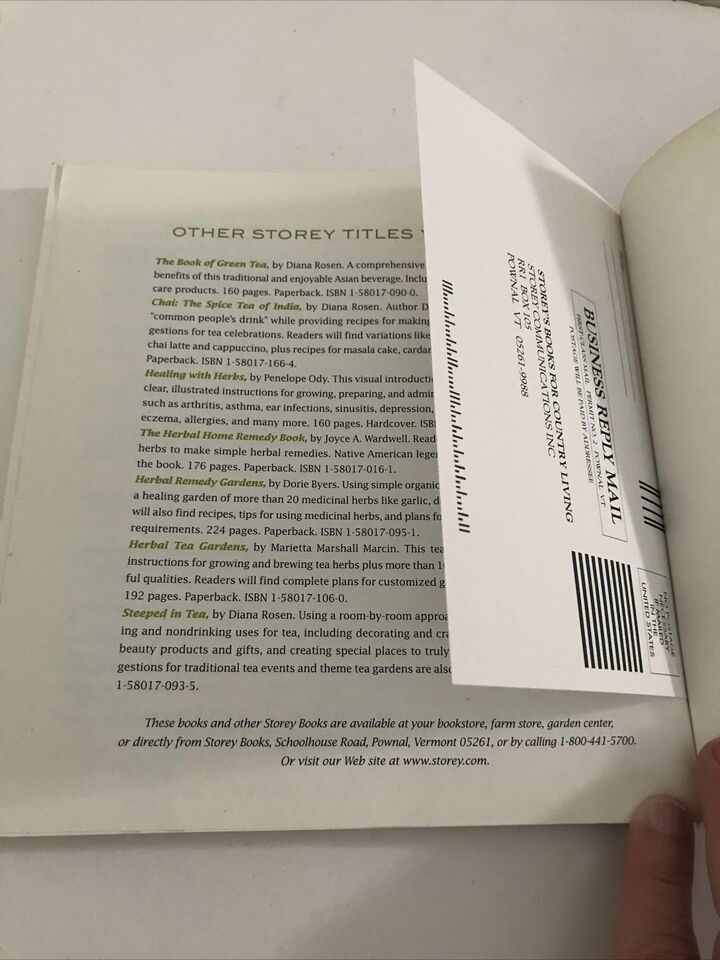 OTHER STOREY TITLES
The Book of Green Tea, by Diana Rosen. A comprehensive
benefits of this traditional and enjoyable Asian beverage. Inclu
care products. 160 pages. Paperback. ISBN 1-58017-090-0.
Chai: The Spice Tea of India, by Diana Rosen. Author D
"common people's drink" while providing recipes for making
gestions for tea celebrations. Readers will find variations like
chai latte and cappuccino, plus recipes for masala cake, cardar
Paperback. ISBN 1-58017-166-4.
Healing with Herbs, by Penelope Ody. This visual introducti
clear, illustrated instructions for growing, preparing, and admir
such as arthritis, asthma, ear infections, sinusitis, depression,
eczema, allergies, and many more. 160 pages. Hardcover. ISB
The Herbal Home Remedy Book, by Joyce A. Wardwell. Read
herbs to make simple herbal remedies. Native American lege
the book. 176 pages. Paperback. ISBN 1-58017-016-1.
Herbal Remedy Gardens, by Dorie Byers. Using simple organic
a healing garden of more than 20 medicinal herbs like garlic, d
will also find recipes, tips for using medicinal herbs, and plans fo
requirements. 224 pages. Paperback. ISBN 1-58017-095-1.
Herbal Tea Gardens, by Marietta Marshall Marcin. This tea
instructions for growing and brewing tea herbs plus more than 1
ful qualities. Readers will find complete plans for customized g
192 pages. Paperback. ISBN 1-58017-106-0.
Steeped in Tea, by Diana Rosen. Using a room-by-room approa
ing and nondrinking uses for tea, including decorating and cra
beauty products and gifts, and creating special places to truly
gestions for traditional tea events and theme tea gardens are also
1-58017-093-5.
These books and other Storey Books are available at your bookstore, farm store, garden center,
or directly from Storey Books, Schoolhouse Road, Pownal, Vermont 05261, or by calling 1-800-441-5700.
Or visit our Web site at www.storey.com.
NO POSTAGE
NECESSARY
IF MAILED
IN THE
UNITED STATES
BUSINESS REPLY MAIL
FIRST-CLASS MAIL PERMIT NO. 2 POWNAL, VT
POSTAGE WILL BE PAID BY ADDRESSEE
STOREY'S BOOKS FOR COUNTRY LIVING
STOREY COMMUNICATIONS INC
RR1 BOX 105
POWNAL VT 05261-9988